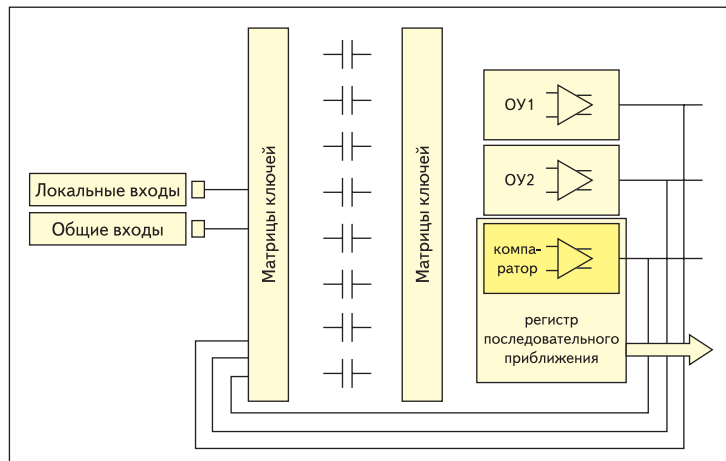 Локальные входы
Общие входы
Матрицы ключей
Матрицы ключей
ОУ1
ОУ2
компа-
ратор
регистр
последовательного
приближения